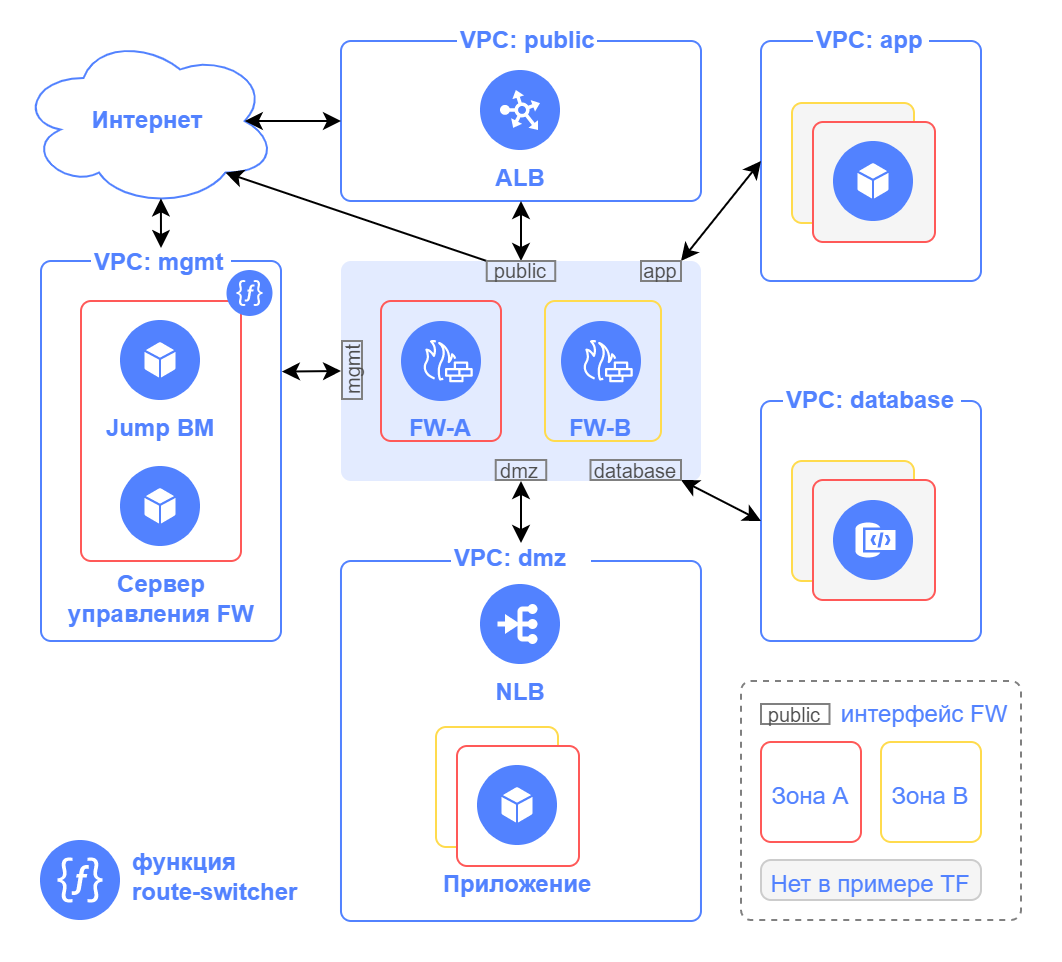 VPC: public
VPC: app
Интернет
ALB
VPC: mgmt
public
app
mgmt
Jump ВМ
FW-A
FW-B
VPC: database
dmz
database
Сервер
управления FW
VPC: dmz
NLB
public
интерфейс FW
Зона A
Зона B
функция
route-switcher
Приложение
Нет в примере TF